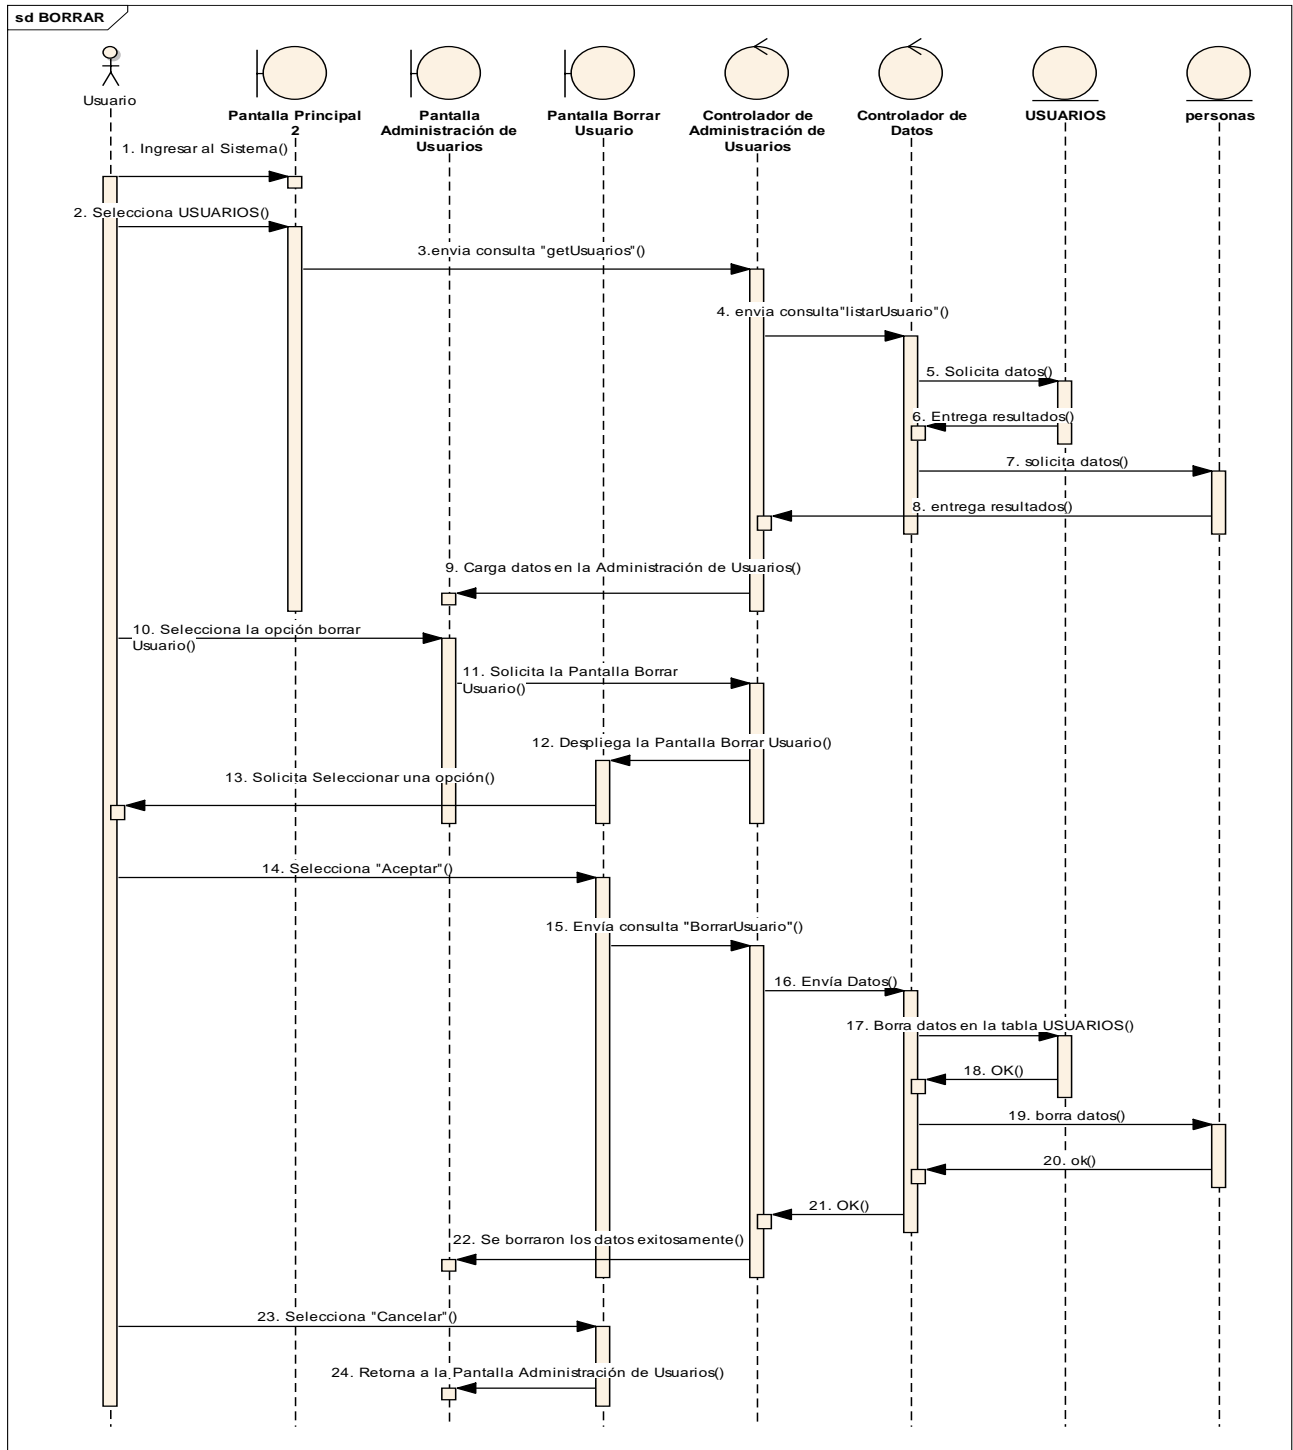 sd BORRAR
Usuario
Pantalla Principal
2
Pantalla
Administración de
Usuarios
Pantalla Borrar
Usuario
Controlador de
Administración de
Usuarios
Controlador de
Datos
USUARIOS
personas
1. Ingresar al Sistema()
2. Selecciona USUARIOS()
3.envia consulta "getUsuarios"()
4. envia consulta"listarUsuario"()
5. Solicita datos()
6. Entrega resultados()
7. solicita datos()
8. entrega resultados()
9. Carga datos en la Administración de Usuarios()
10. Selecciona la opción borrar
Usuario()
11. Solicita la Pantalla Borrar
Usuario()
12. Despliega la Pantalla Borrar Usuario()
13. Solicita Seleccionar una opción()
14. Selecciona "Aceptar"()
15. Envía consulta "BorrarUsuario"()
16. Envía Datos()
17. Borra datos en la tabla USUARIOS()
18. OK()
19. borra datos()
20. ok()
21. OK()
22. Se borraron los datos exitosamente()
23. Selecciona "Cancelar"()
24. Retorna a la Pantalla Administración de Usuarios()